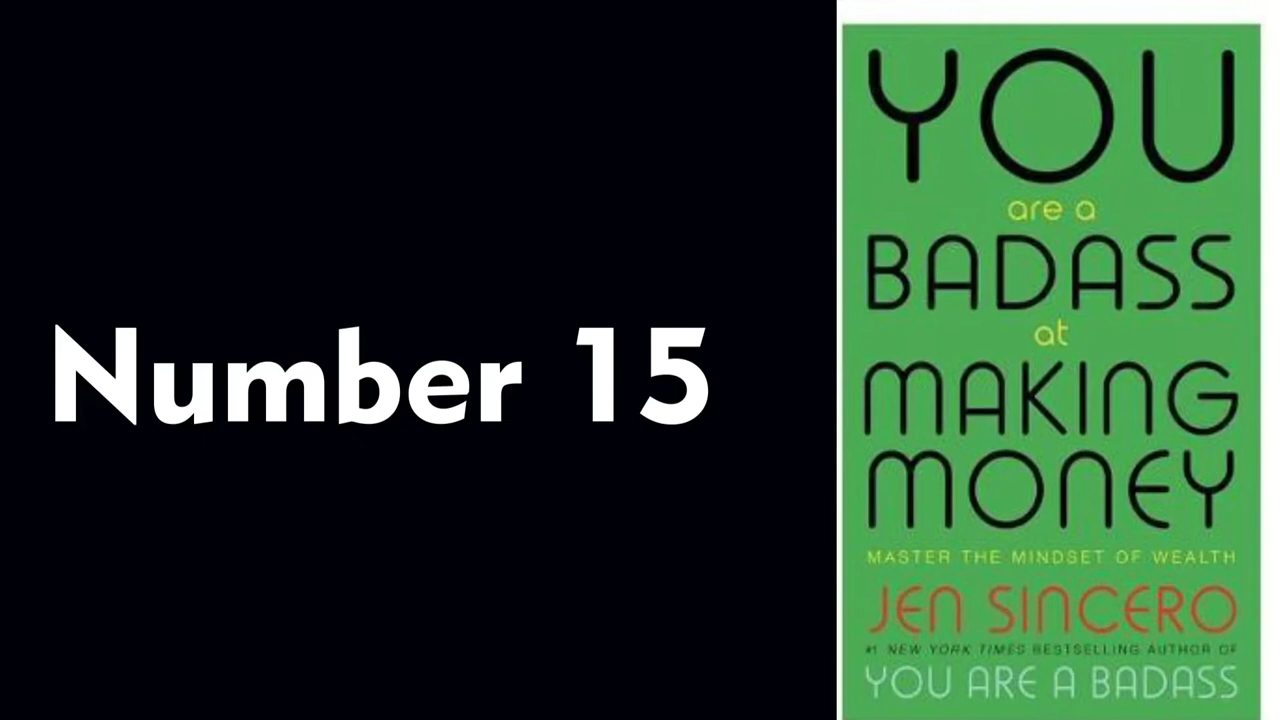 Number 15
YOU
are a
BADASS
at
MAKING
MONEY
MASTER THE MINDSET OF WEALTH
JEN SINCERO
#1 NEW YORK TIMES BESTSELLING AUTHOR OF
YOU ARE A BADASS